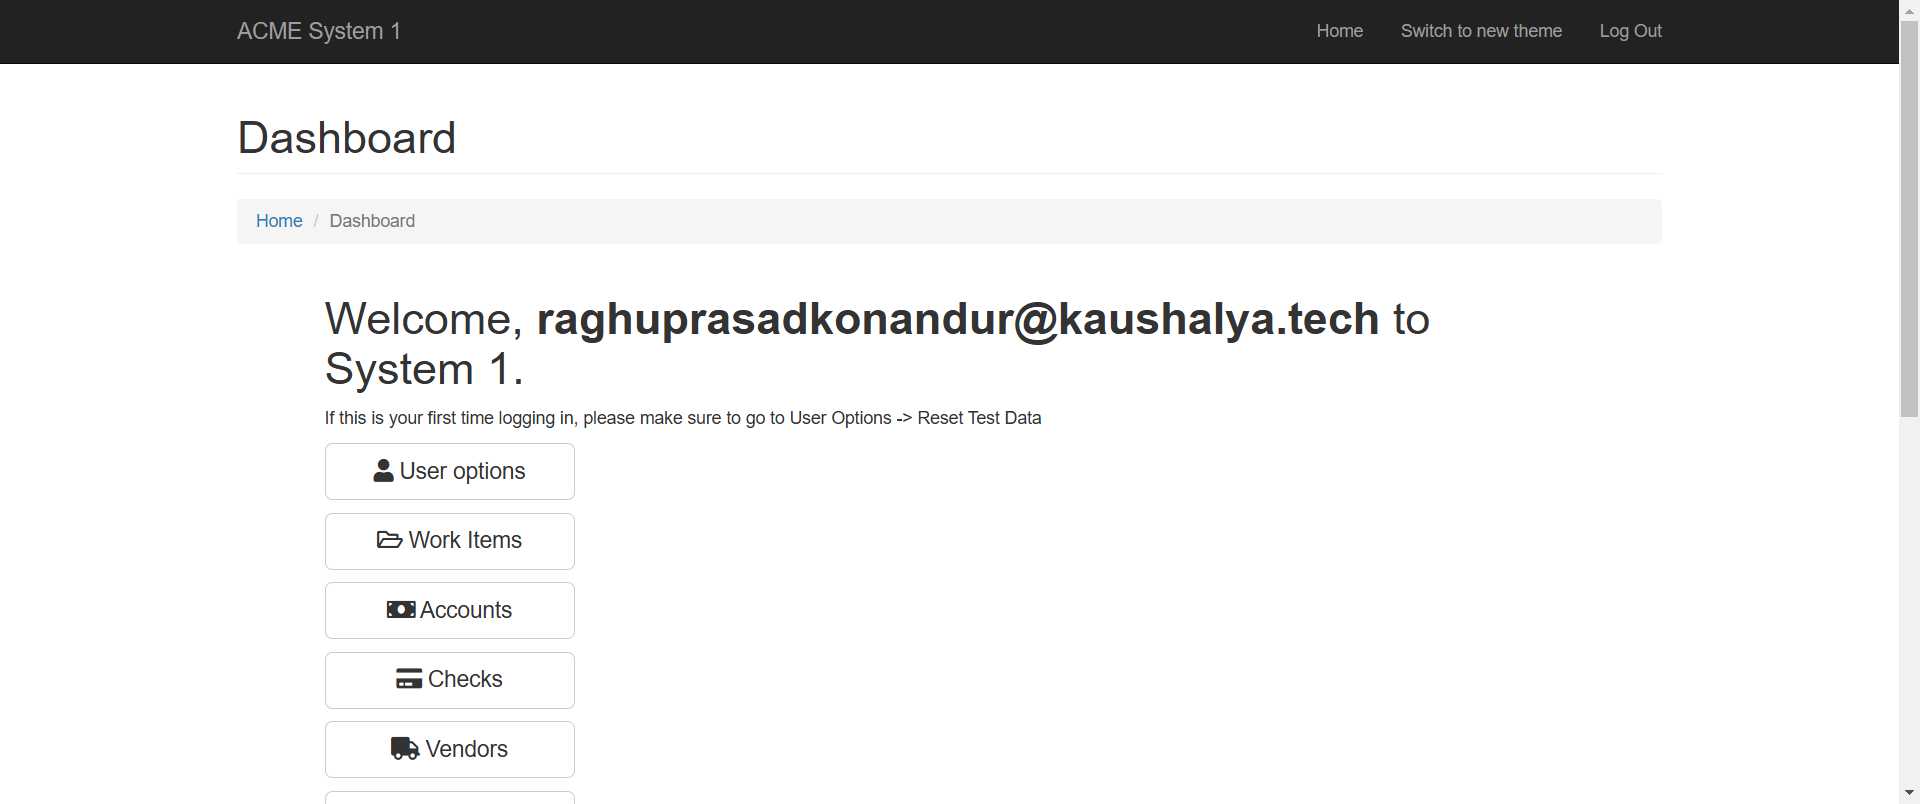 ACME System 1
Home
Switch to new theme
Log Out
Dashboard
Home / Dashboard
Welcome, raghuprasadkonandur@kaushalya.tech to
System 1.
If this is your first time logging in, please make sure to go to User Options -> Reset Test Data
User options
Work Items
Accounts
Checks
Vendors